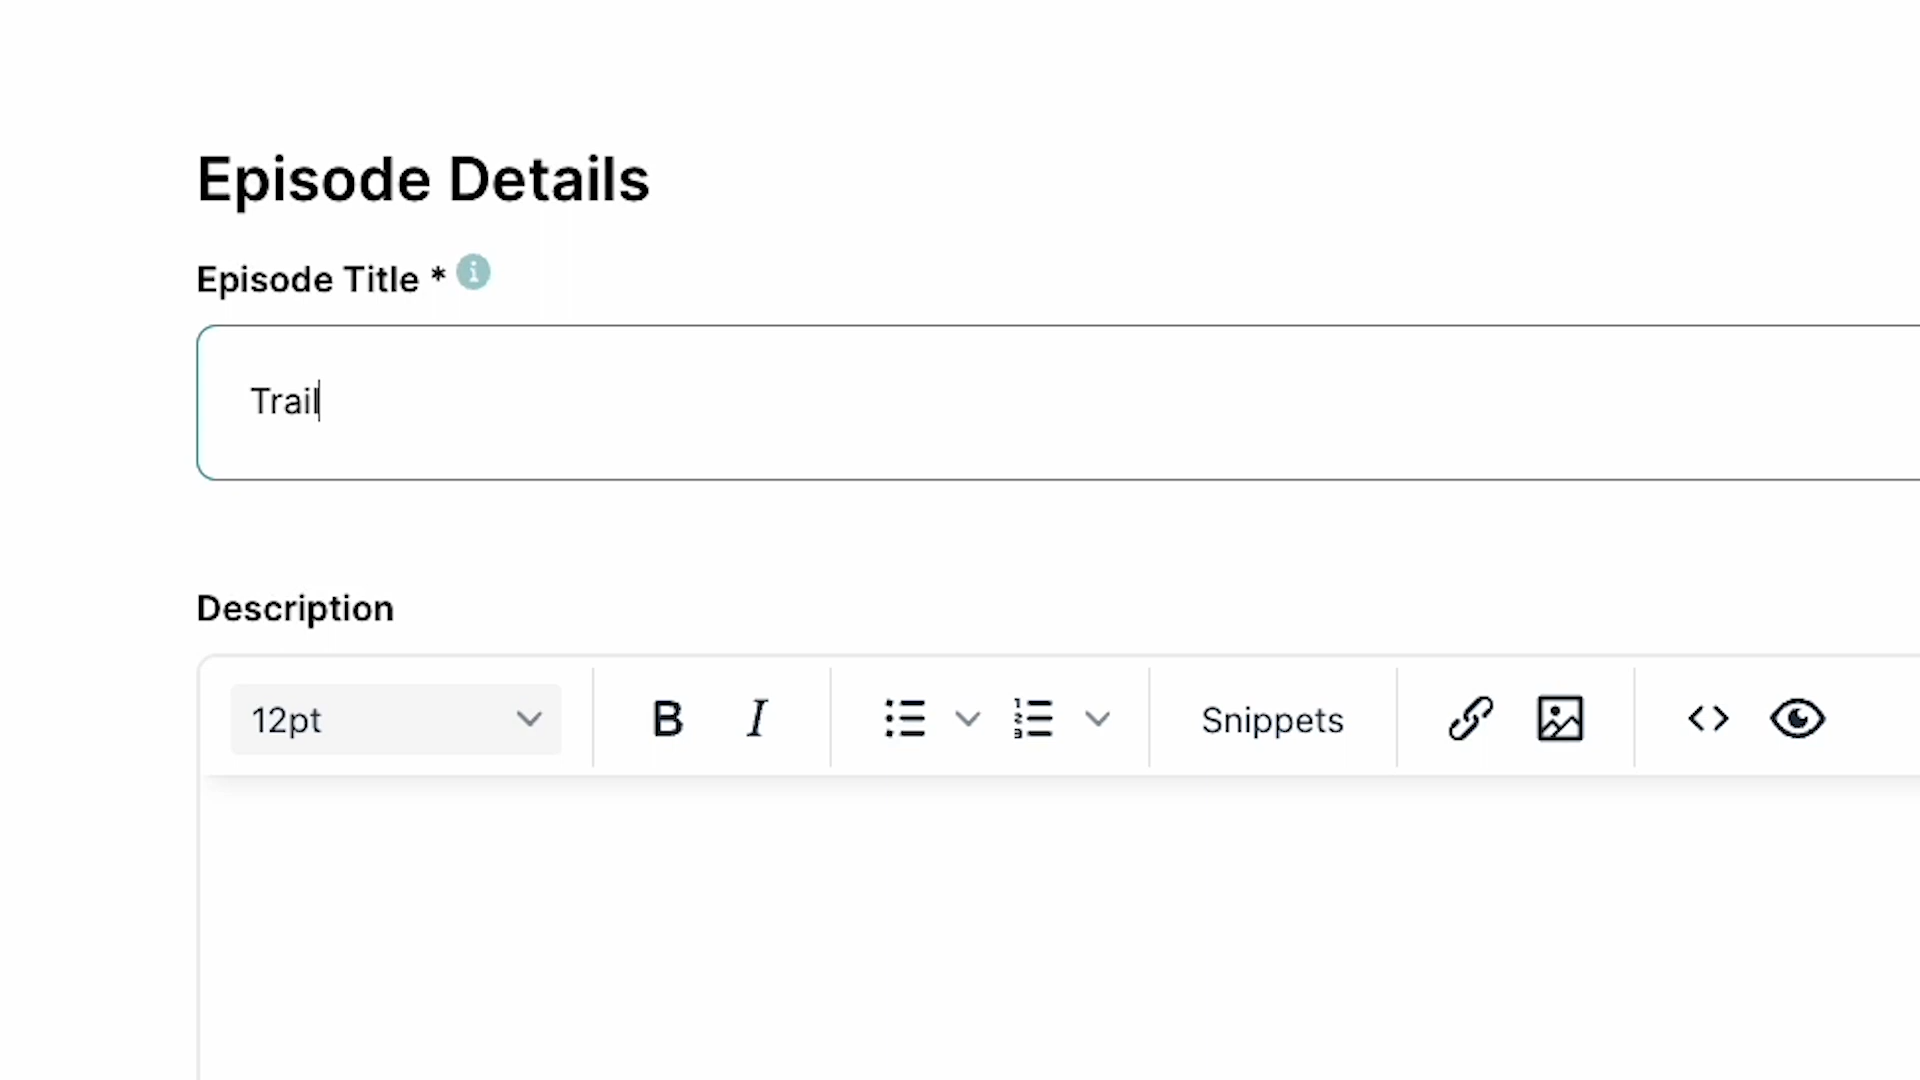 Episode Details
Episode Title *
Trail
Description
12pt B I Snippets